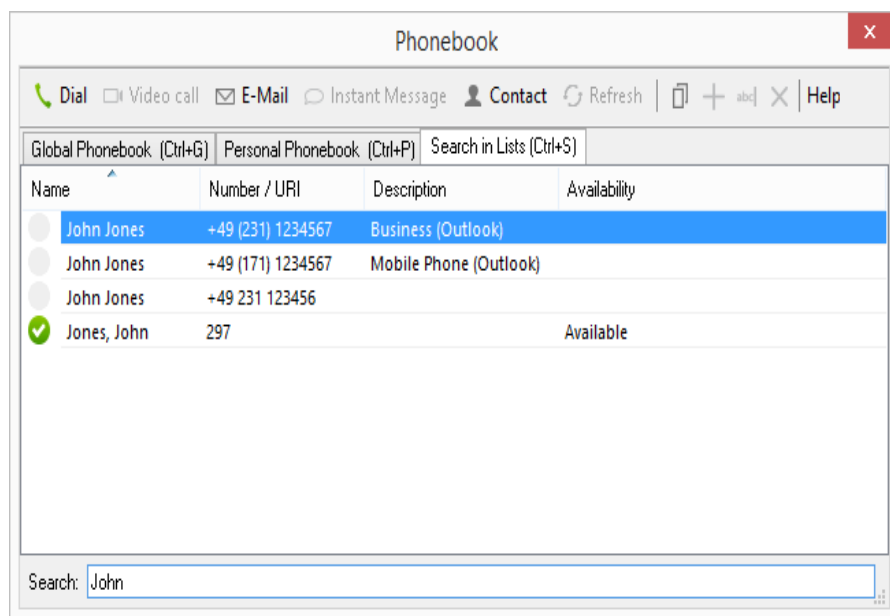 Phonebook
x
Dial Video call E-Mail Instant Message Contact Refresh abc Help
Global Phonebook (Ctrl+G) Personal Phonebook (Ctrl+P) Search in Lists (Ctrl+S)
Name Number / URI Description Availability
John Jones +49 (231) 1234567 Business (Outlook)
John Jones +49 (171) 1234567 Mobile Phone (Outlook)
John Jones +49 231 123456
Jones, John 297 Available
Search: John